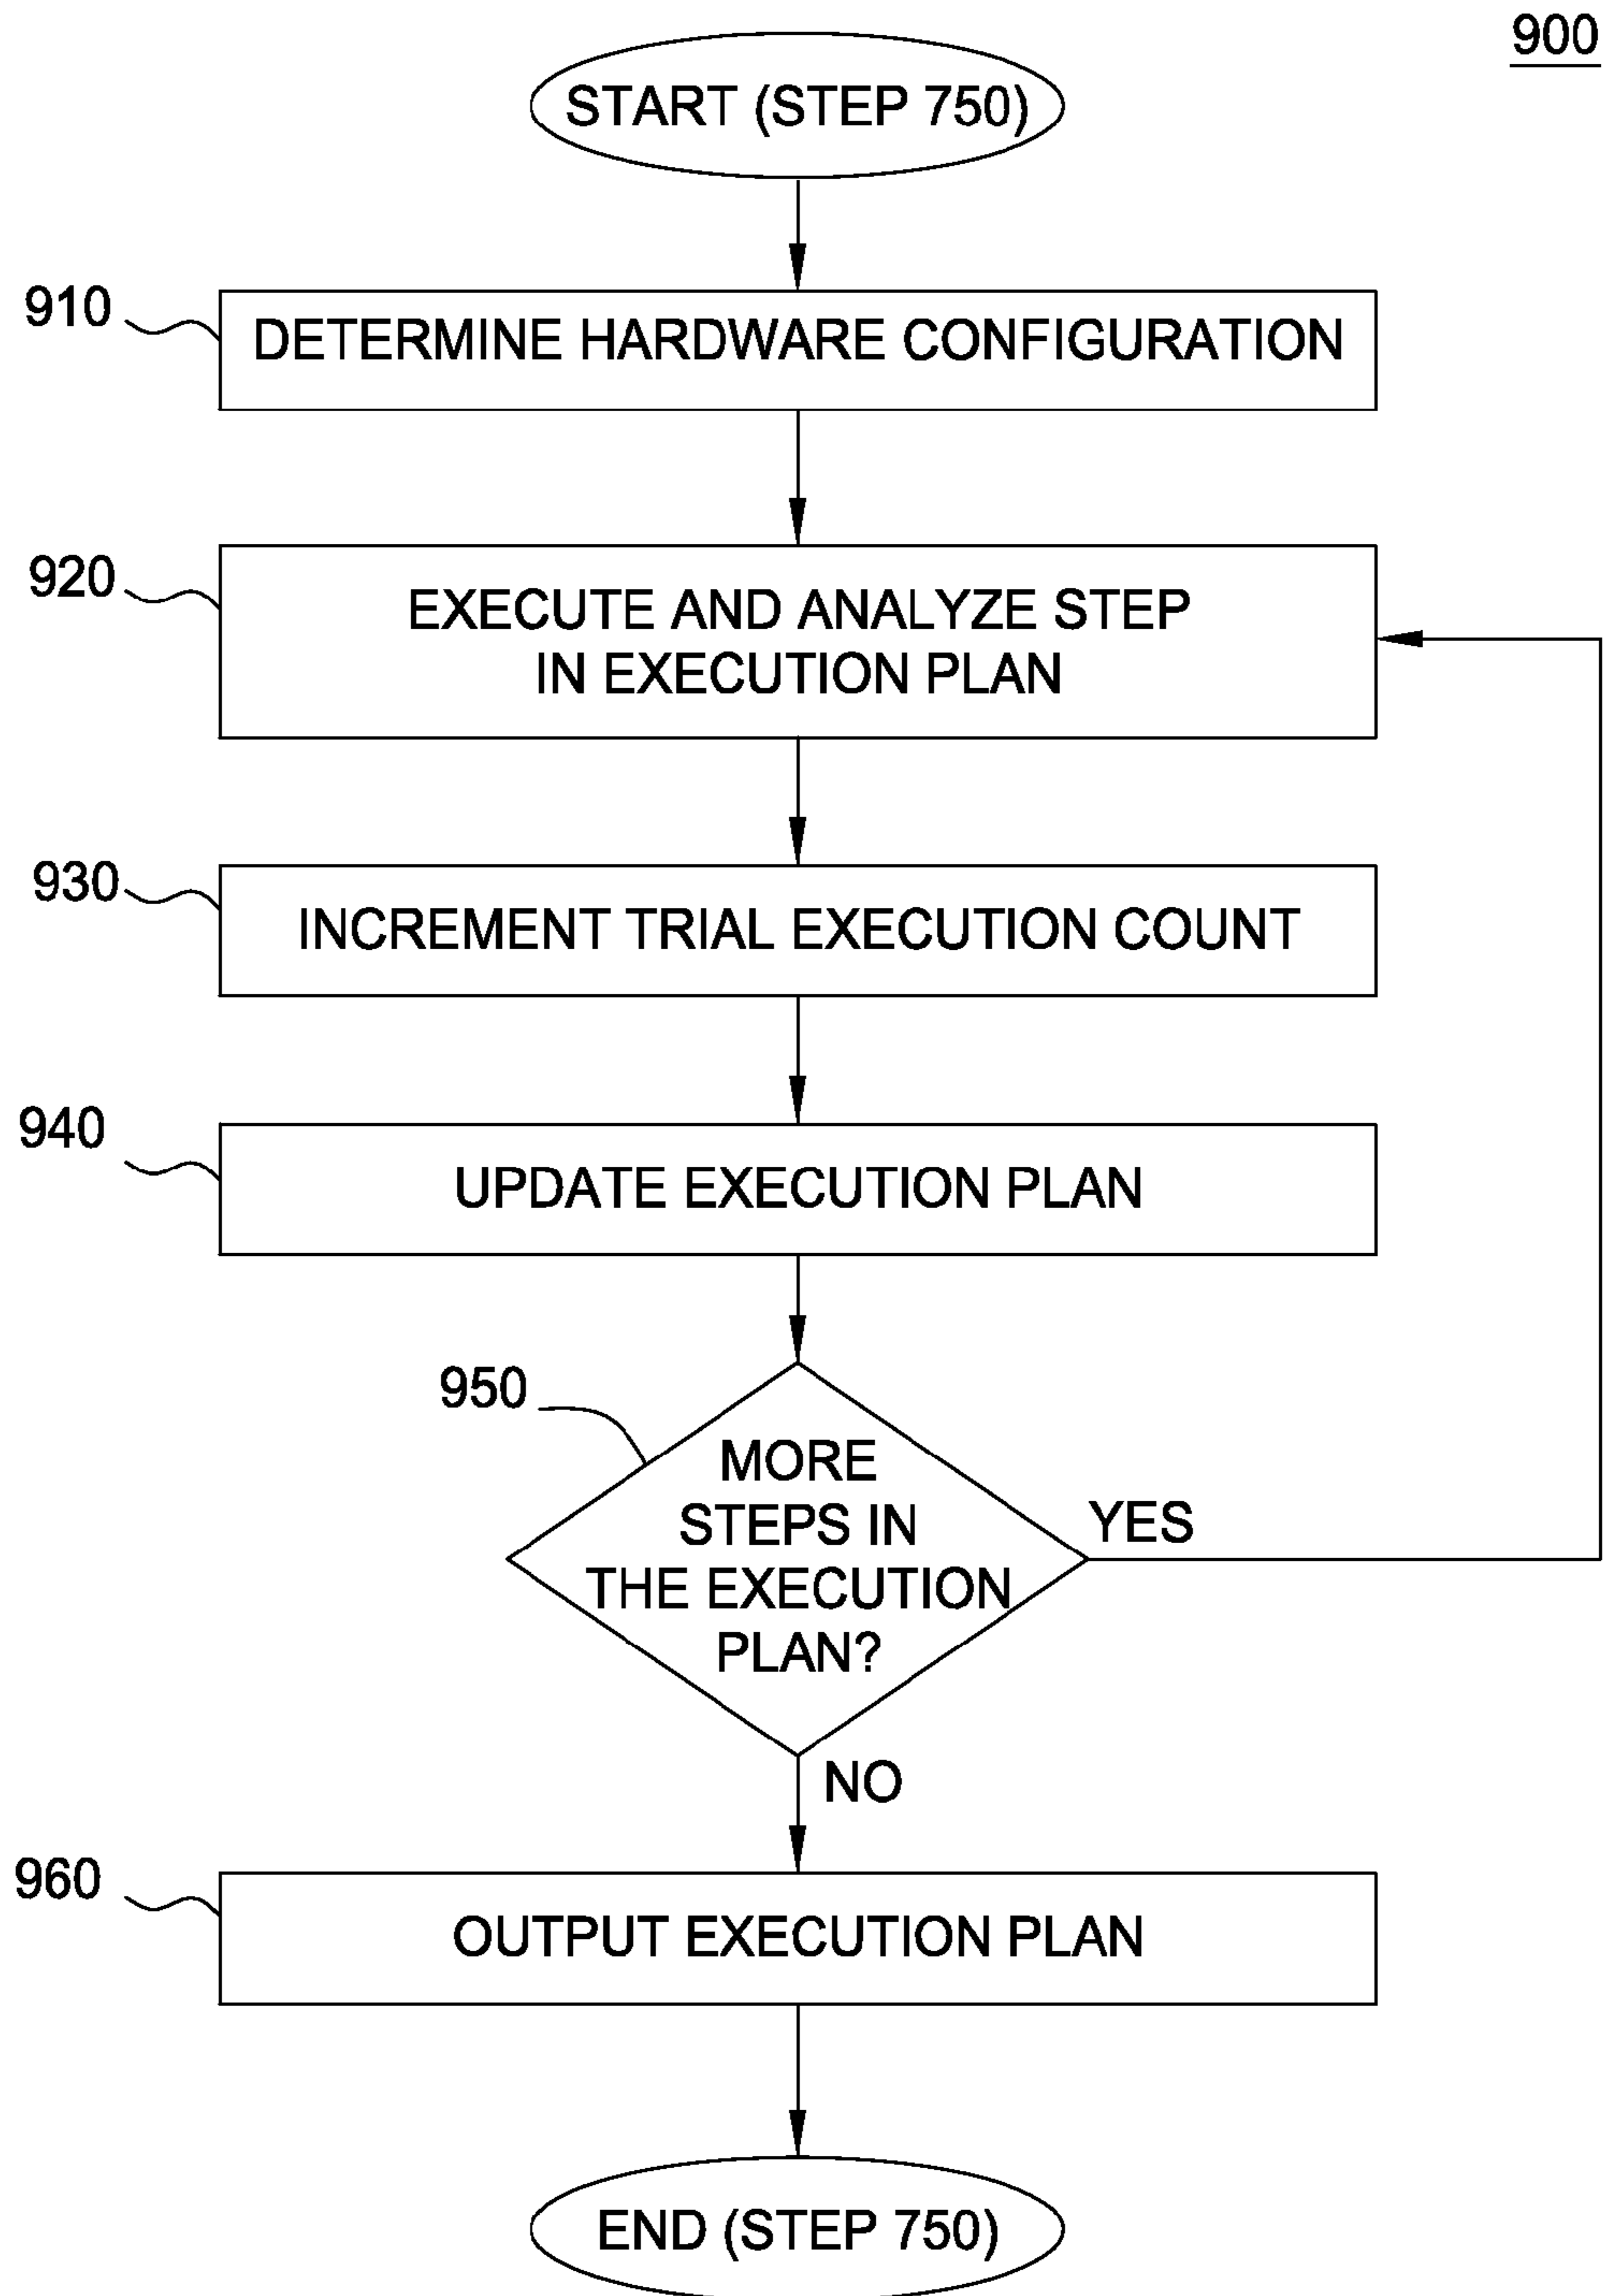 900
START (STEP 750)
910
DETERMINE HARDWARE CONFIGURATION
920
EXECUTE AND ANALYZE STEP
IN EXECUTION PLAN
930
INCREMENT TRIAL EXECUTION COUNT
940
UPDATE EXECUTION PLAN
950
MORE
STEPS IN
THE EXECUTION
PLAN?
YES
NO
960
OUTPUT EXECUTION PLAN
END (STEP 750)